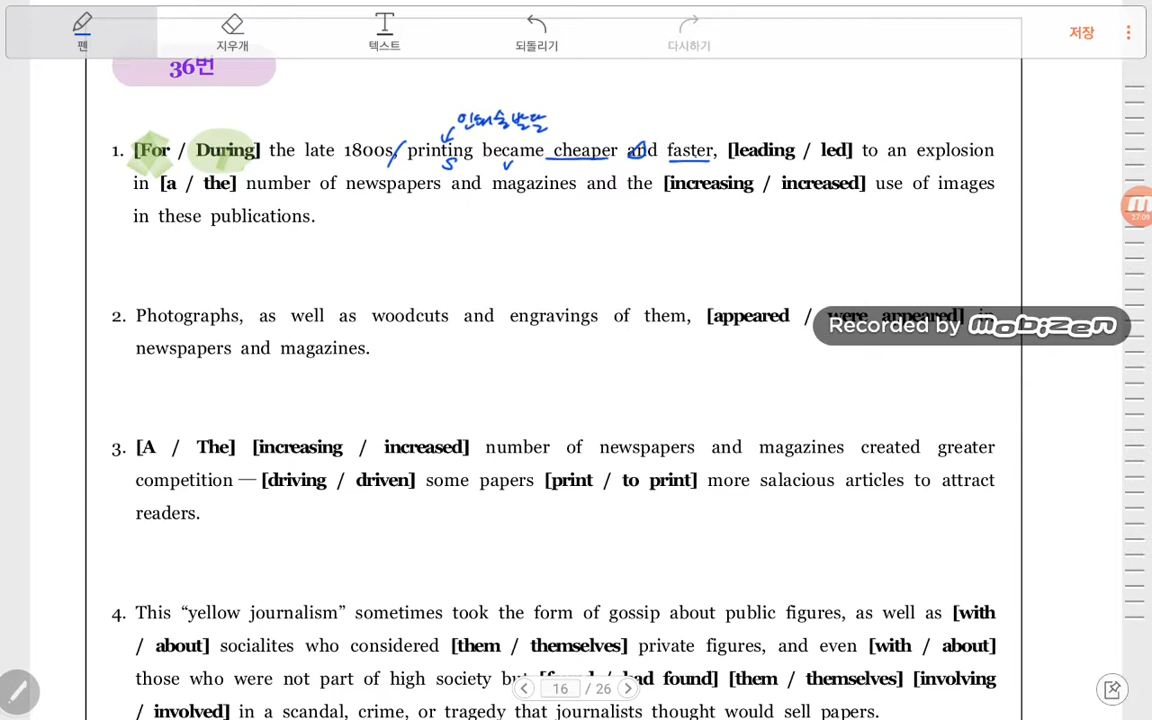 펜
지우개
텍스트
되돌리기
다시하기
저장
36번
인쇄술 발달
1. [For / During] the late 1800s, printing became cheaper and faster, [leading / led] to an explosion
S V
in [a / the] number of newspapers and magazines and the [increasing / increased] use of images
27:09
in these publications.
2. Photographs, as well as woodcuts and engravings of them, [appeared / were appeared] in
Recorded by mobizen
newspapers and magazines.
3. [A / The] [increasing / increased] number of newspapers and magazines created greater
competition — [driving / driven] some papers [print / to print] more salacious articles to attract
readers.
4. This “yellow journalism” sometimes took the form of gossip about public figures, as well as [with
/ about] socialites who considered [them / themselves] private figures, and even [with / about]
those who were not part of high society but [found / had found] [them / themselves] [involving
16 / 26
/ involved] in a scandal, crime, or tragedy that journalists thought would sell papers.